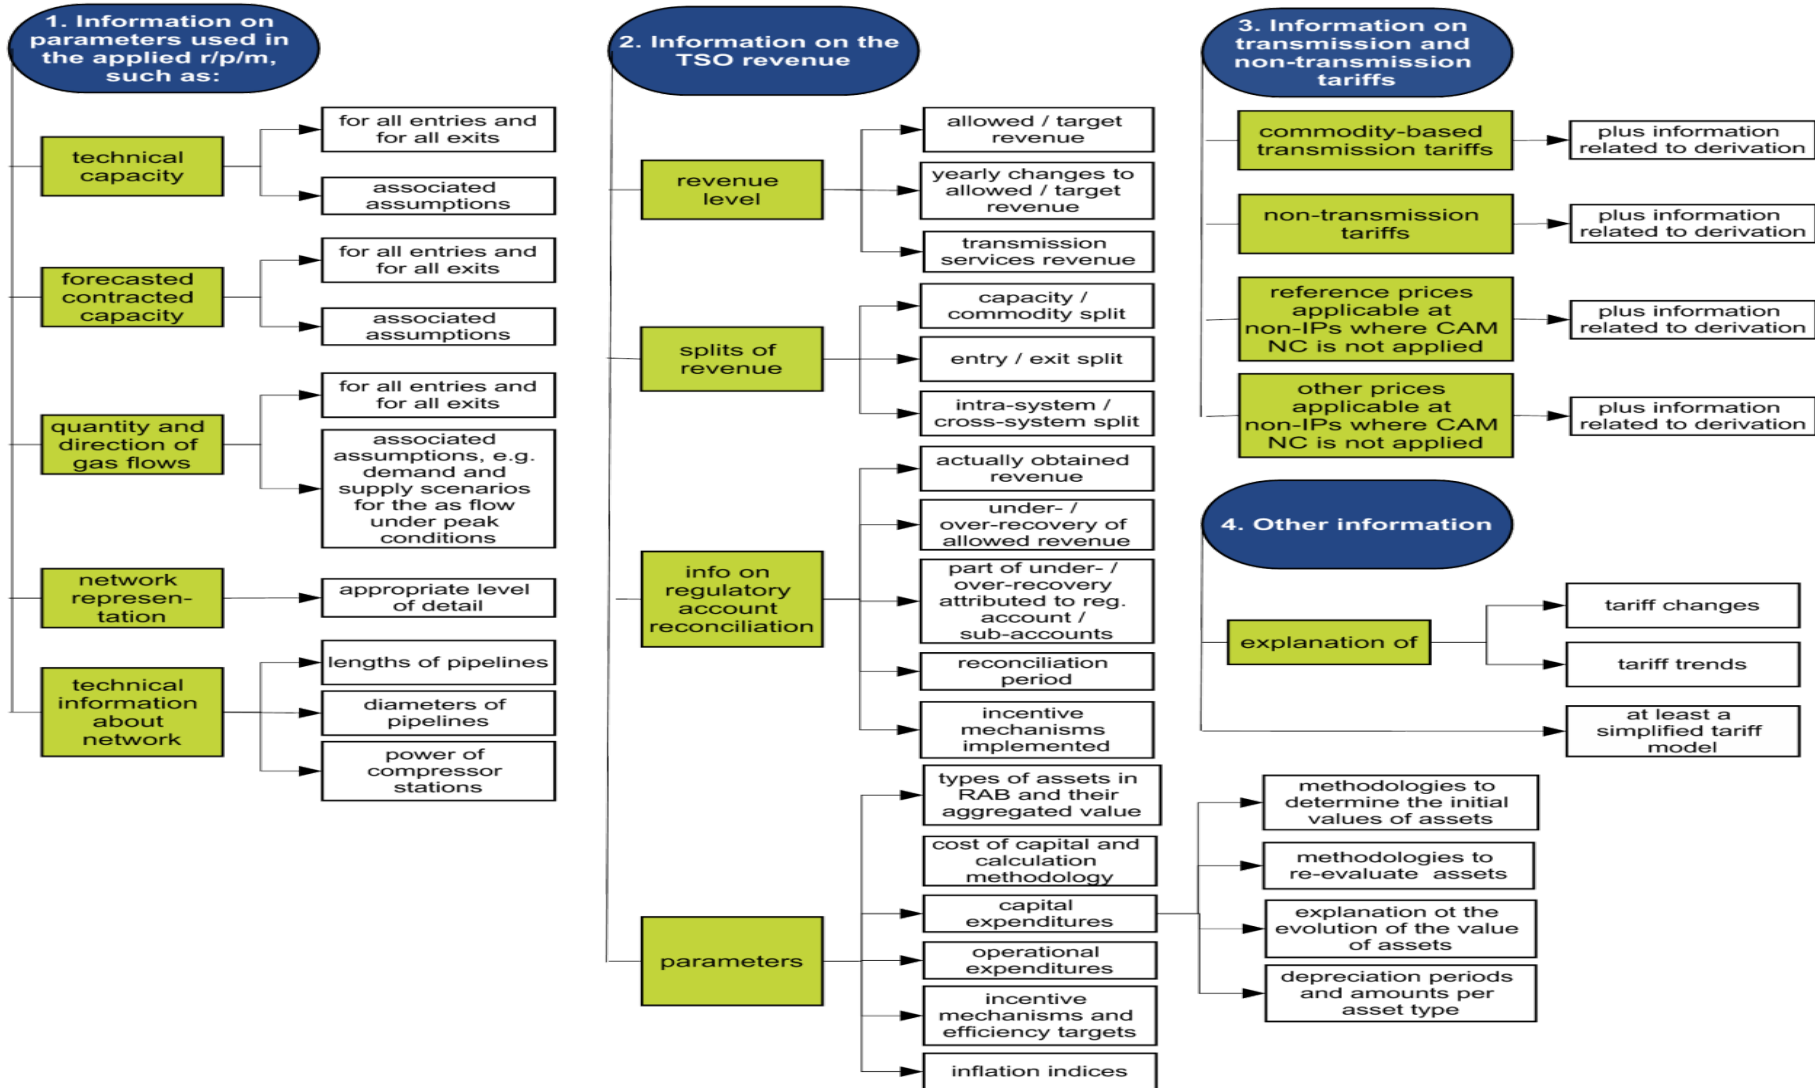 1. Information on
parameters used in
the applied r/p/m,
such as:
technical
capacity
for all entries and
for all exits
associated
assumptions
forecasted
contracted
capacity
for all entries and
for all exits
associated
assumptions
quantity and
direction of
gas flows
for all entries and
for all exits
associated
assumptions, e.g.
demand and
supply scenarios
for the as flow
under peak
conditions
network
represen-
tation
appropriate level
of detail
technical
information
about
network
lengths of pipelines
diameters of
pipelines
power of
compressor
stations
2. Information on the
TSO revenue
revenue
level
allowed / target
revenue
yearly changes to
allowed / target
revenue
transmission
services revenue
splits of
revenue
capacity /
commodity split
entry / exit split
intra-system /
cross-system split
info on
regulatory
account
reconciliation
actually obtained
revenue
under- /
over-recovery of
allowed revenue
part of under- /
over-recovery
attributed to reg.
account /
sub-accounts
reconciliation
period
incentive
mechanisms
implemented
parameters
types of assets in
RAB and their
aggregated value
cost of capital and
calculation
methodology
capital
expenditures
methodologies to
determine the initial
values of assets
methodologies to
re-evaluate assets
explanation ot the
evolution of the value
of assets
depreciation periods
and amounts per
asset type
operational
expenditures
incentive
mechanisms and
efficiency targets
inflation indices
3. Information on
transmission and
non-transmission
tariffs
commodity-based
transmission tariffs
plus information
related to derivation
non-transmission
tariffs
plus information
related to derivation
reference prices
applicable at
non-IPs where CAM
NC is not applied
plus information
related to derivation
other prices
applicable at
non-IPs where CAM
NC is not applied
plus information
related to derivation
4. Other information
explanation of
tariff changes
tariff trends
at least a
simplified tariff
model